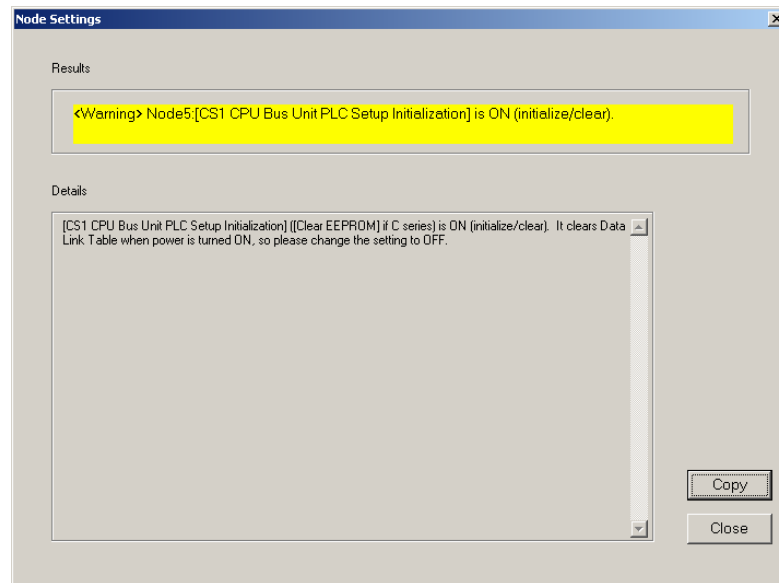 Node Settings
Results
<Warning> Node5:[CS1 CPU Bus Unit PLC Setup Initialization] is ON (initialize/clear).
Details
[CS1 CPU Bus Unit PLC Setup Initialization] ([Clear EEPROM] if C series) is ON (initialize/clear).  It clears Data
Link Table when power is turned ON, so please change the setting to OFF.
Copy
Close